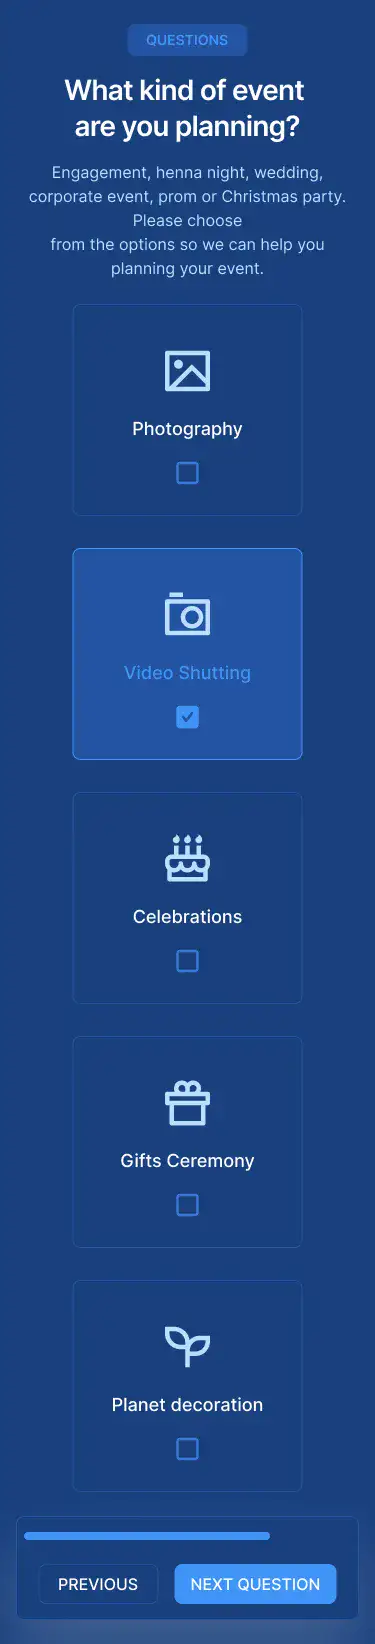 QUESTIONS
What kind of event
are you planning?
Engagement, henna night, wedding,
corporate event, prom or Christmas party.
Please choose
from the options so we can help you
planning your event.
Photography
Video Shutting
Celebrations
Gifts Ceremony
Planet decoration
PREVIOUS
NEXT QUESTION